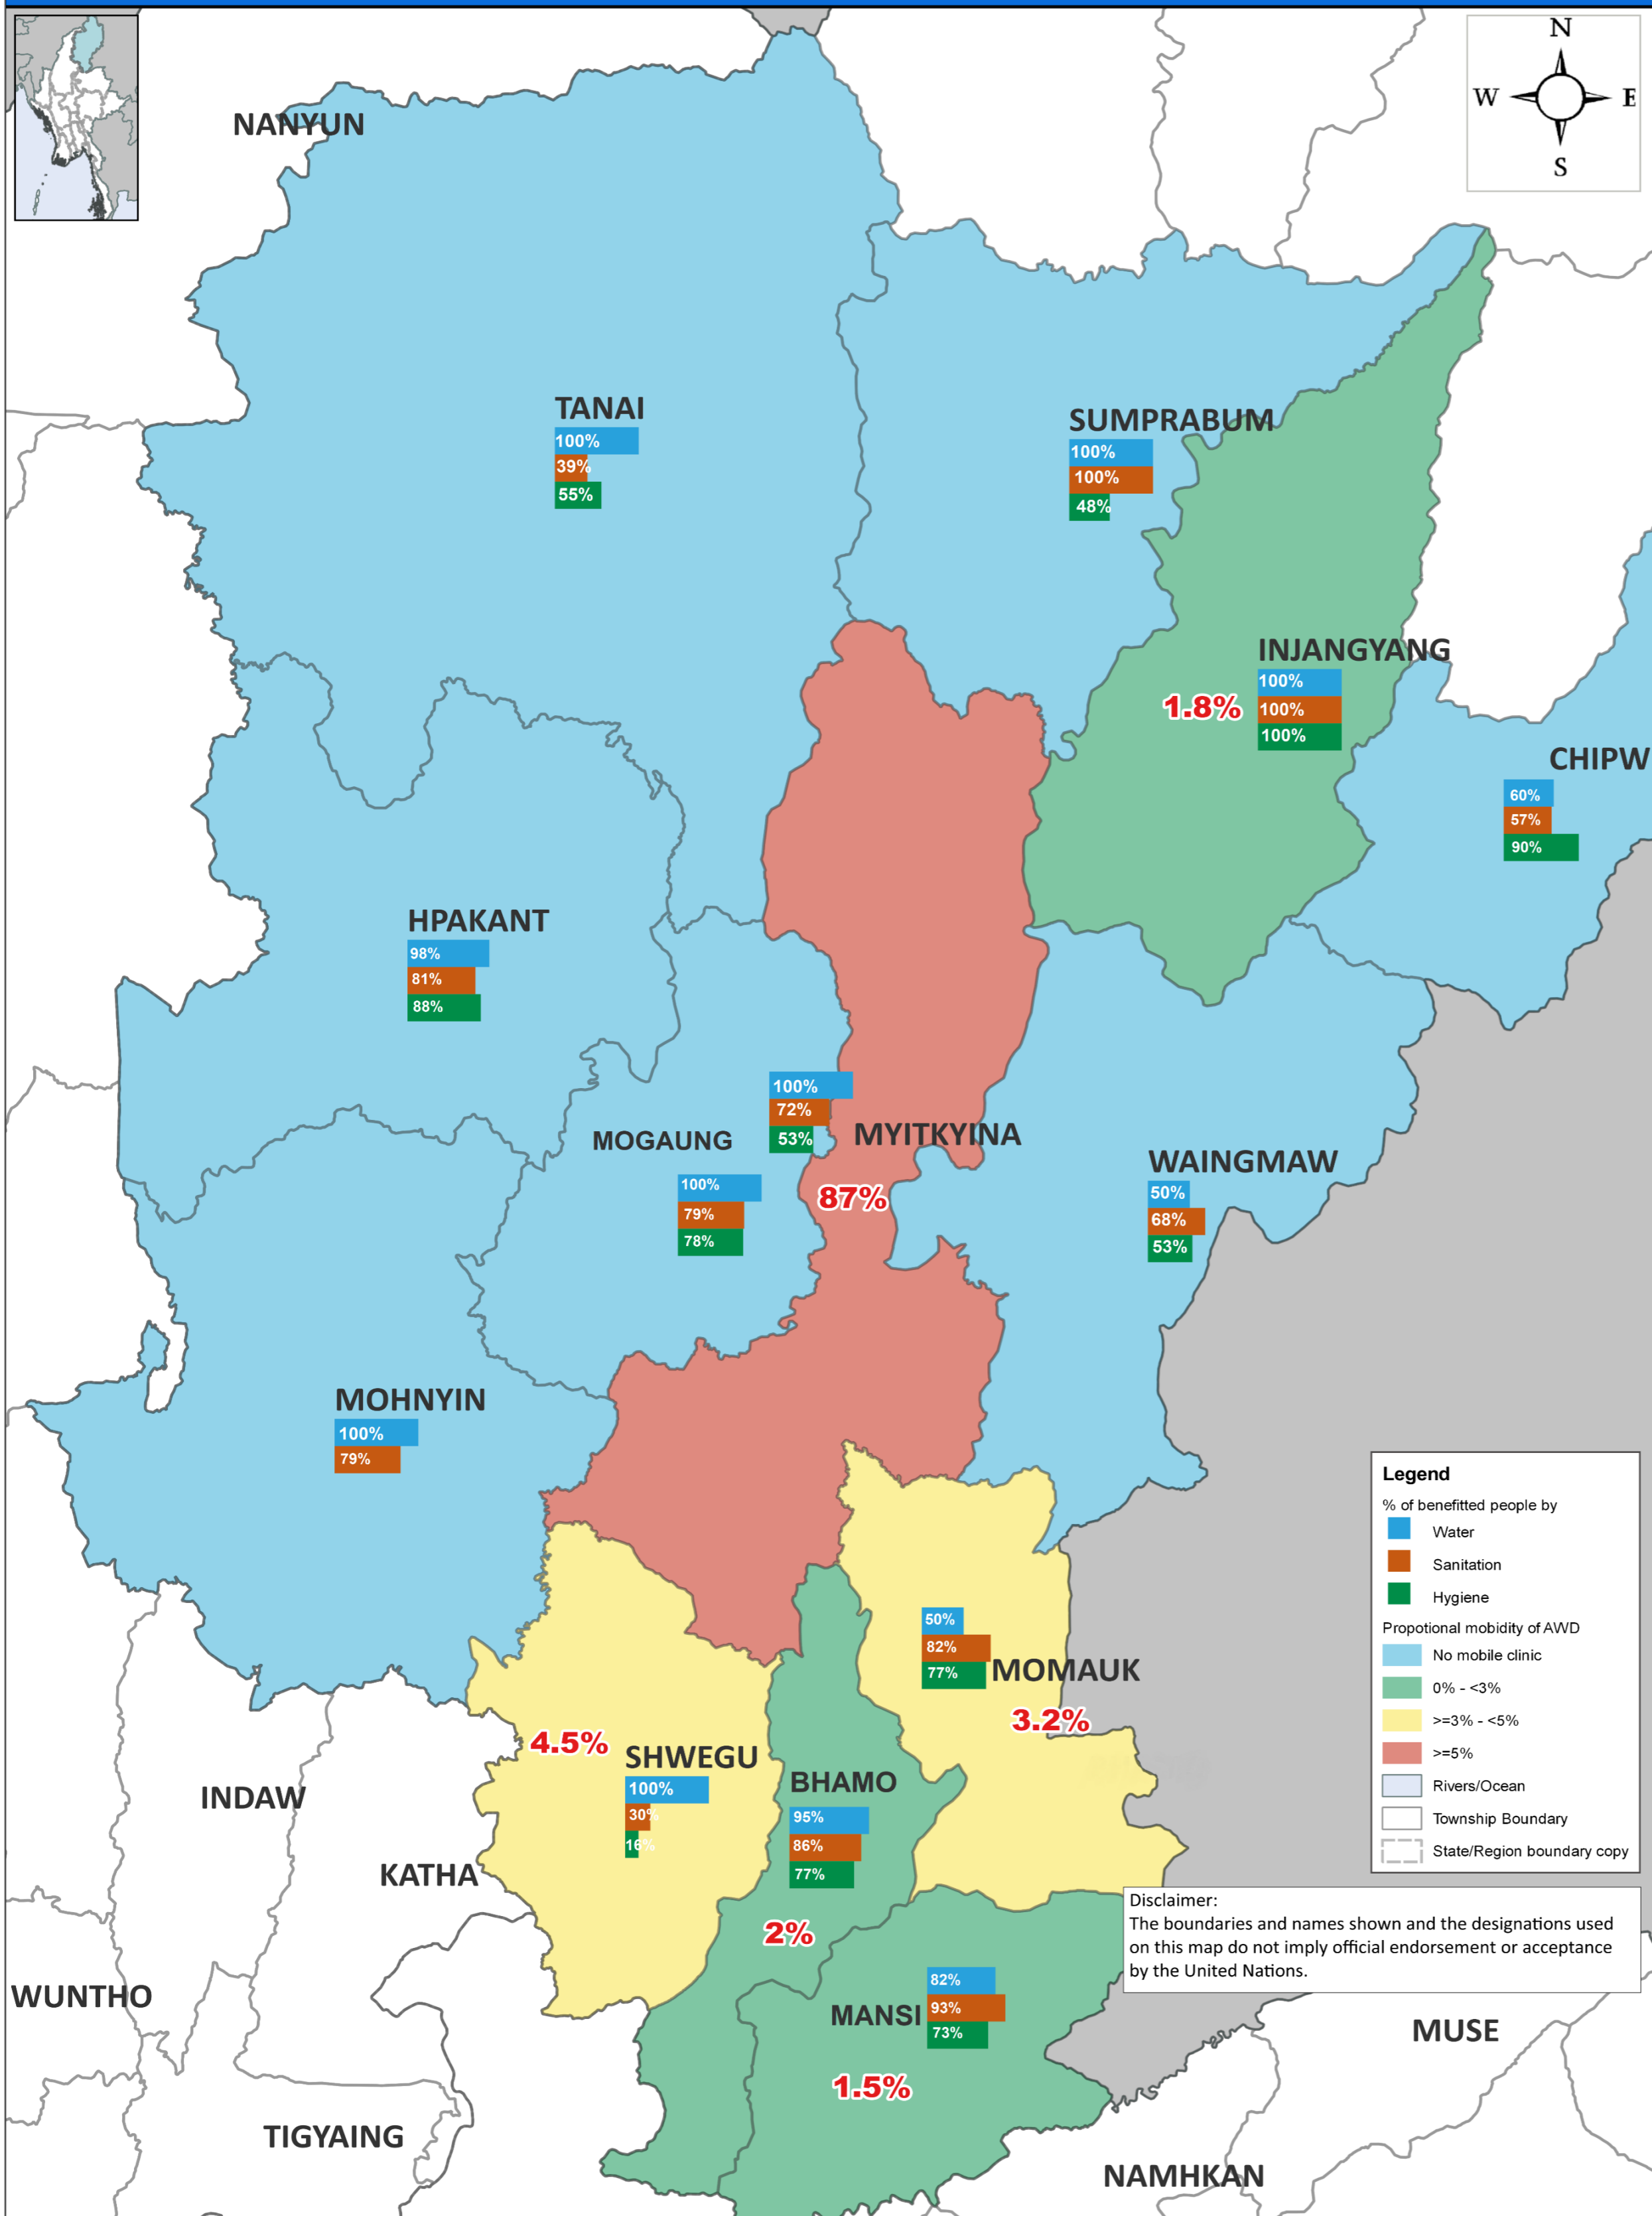 N
W E
S
NANYUN
TANAI
100%
39%
55%
SUMPRABUM
100%
100%
48%
INJANGYANG
1.8%
100%
100%
100%
CHIPW
60%
57%
90%
HPAKANT
98%
81%
88%
100%
72%
53%
MOGAUNG
MYITKYINA
87%
100%
79%
78%
WAINGMAW
50%
68%
53%
MOHNYIN
100%
79%
50%
82%
77%
MOMAUK
3.2%
4.5%
SHWEGU
100%
30%
16%
BHAMO
95%
86%
77%
2%
INDAW
KATHA
WUNTHO
TIGYAING
MANSI
82%
93%
73%
1.5%
MUSE
NAMHKAN
Legend
% of benefitted people by
Water
Sanitation
Hygiene
Propotional mobidity of AWD
No mobile clinic
0% - <3%
>=3% - <5%
>=5%
Rivers/Ocean
Township Boundary
State/Region boundary copy
Disclaimer:
The boundaries and names shown and the designations used
on this map do not imply official endorsement or acceptance
by the United Nations.